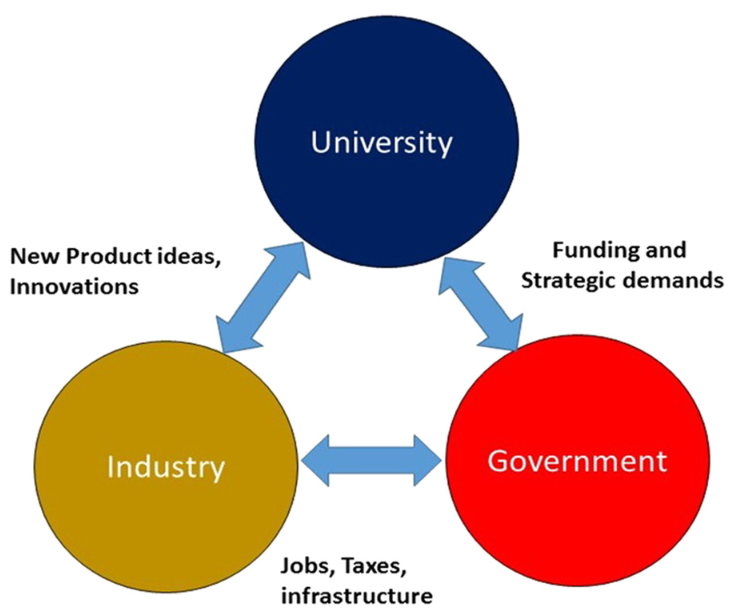 University
New Product ideas,
Innovations
Funding and
Strategic demands
Industry
Government
Jobs, Taxes,
infrastructure